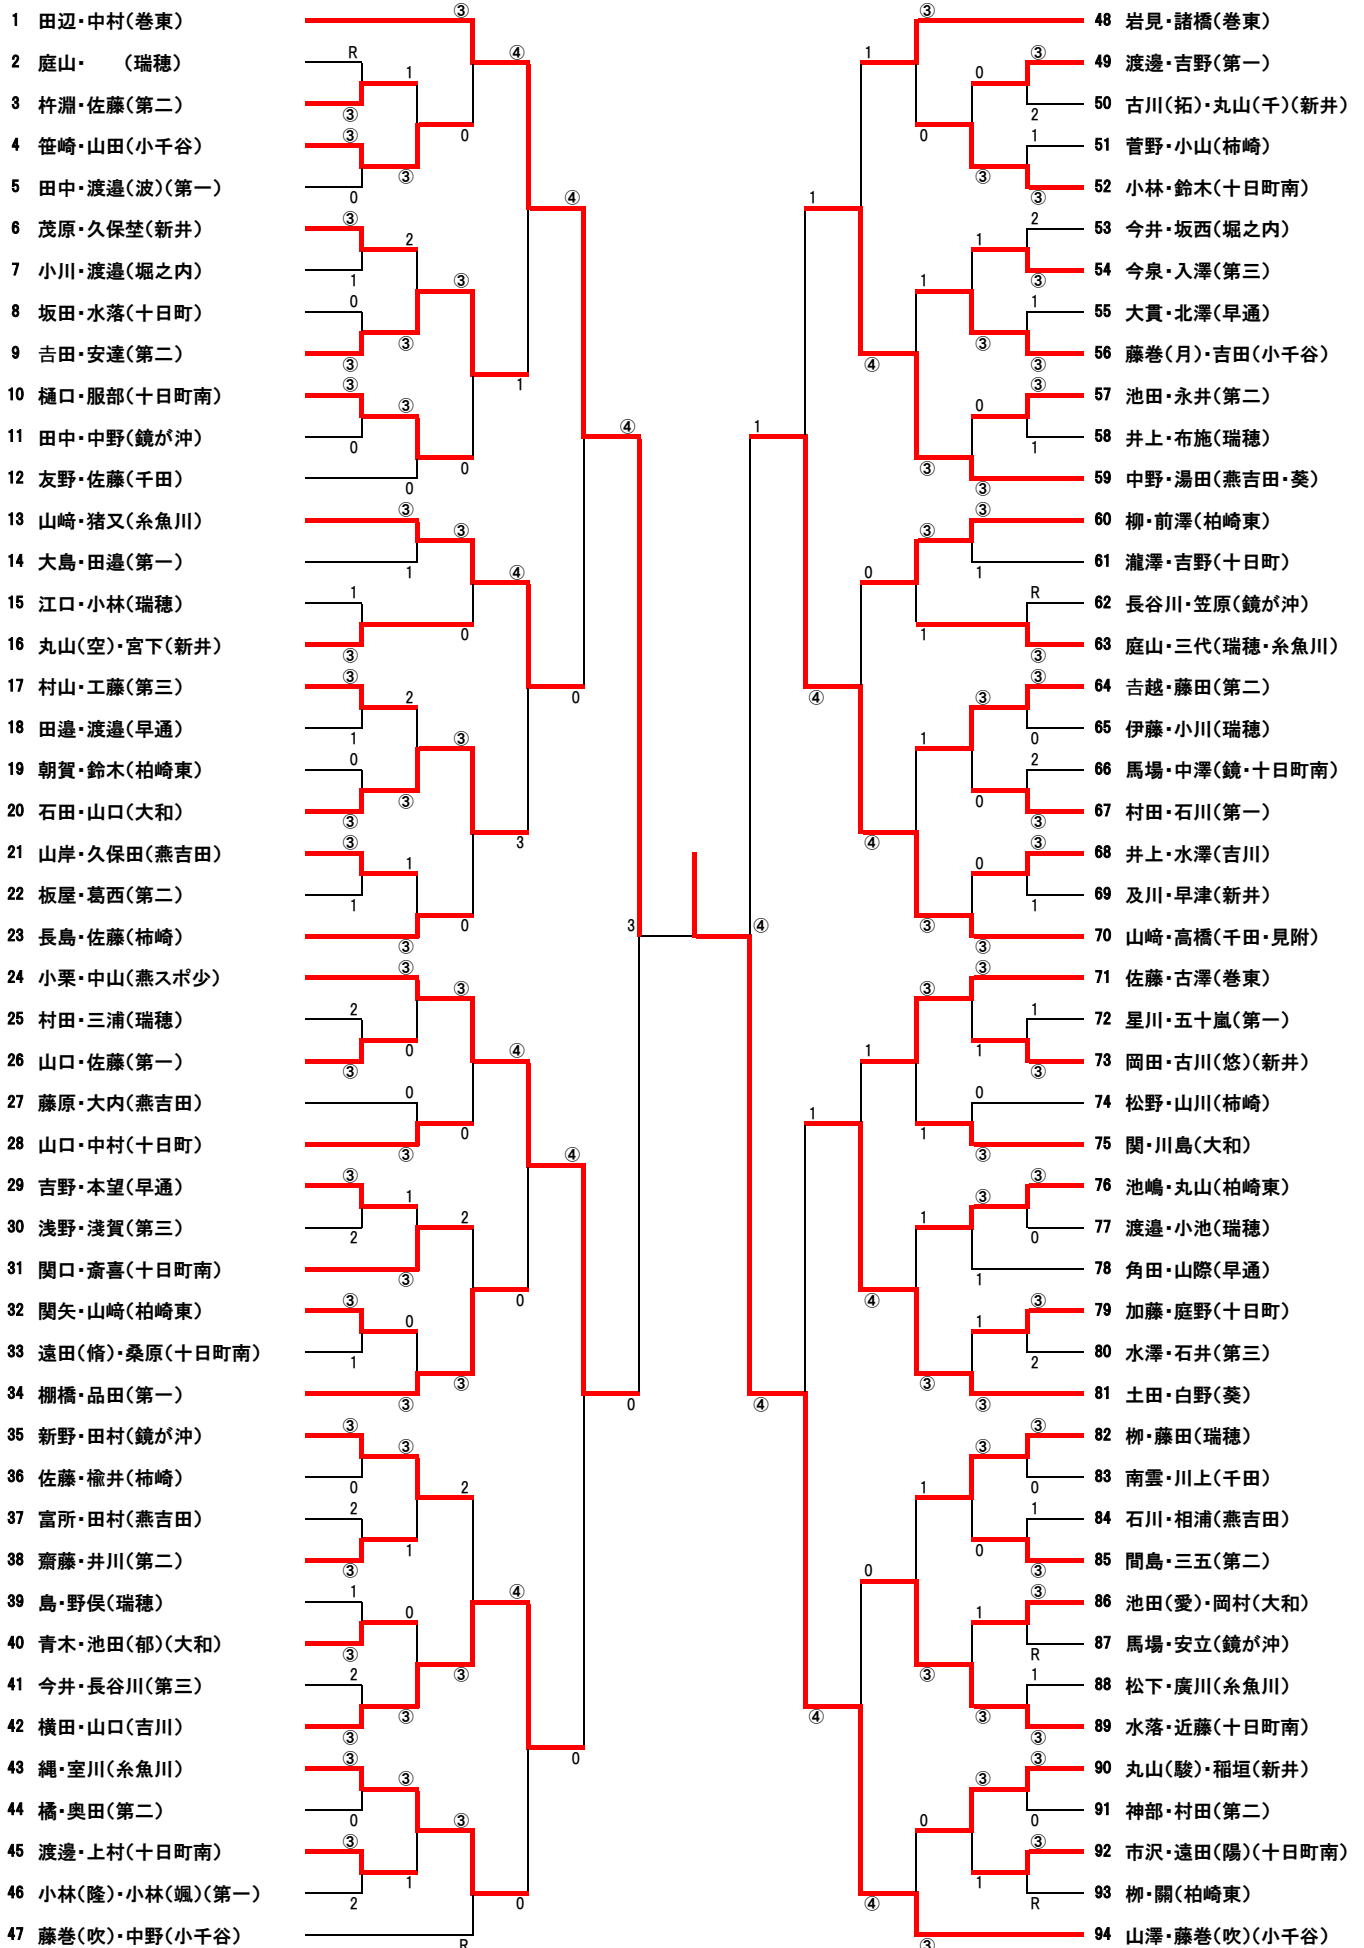 1 田辺・中村(巻東)
2 庭山・　　(瑞穂)
3 杵淵・佐藤(第二)
4 笹崎・山田(小千谷)
5 田中・渡邉(波)(第一)
6 茂原・久保埜(新井)
7 小川・渡邉(堀之内)
8 坂田・水落(十日町)
9 𠮷田・安達(第二)
10 樋口・服部(十日町南)
11 田中・中野(鏡が沖)
12 友野・佐藤(千田)
13 山﨑・猪又(糸魚川)
14 大島・田邉(第一)
15 江口・小林(瑞穂)
16 丸山(空)・宮下(新井)
17 村山・工藤(第三)
18 田邉・渡邉(早通)
19 朝賀・鈴木(柏崎東)
20 石田・山口(大和)
21 山岸・久保田(燕吉田)
22 板屋・葛西(第二)
23 長島・佐藤(柿崎)
24 小栗・中山(燕スポ少)
25 村田・三浦(瑞穂)
26 山口・佐藤(第一)
27 藤原・大内(燕吉田)
28 山口・中村(十日町)
29 吉野・本望(早通)
30 浅野・淺賀(第三)
31 関口・斎喜(十日町南)
32 関矢・山﨑(柏崎東)
33 遠田(脩)・桑原(十日町南)
34 棚橋・品田(第一)
35 新野・田村(鏡が沖)
36 佐藤・楡井(柿崎)
37 富所・田村(燕吉田)
38 齋藤・井川(第二)
39 島・野俣(瑞穂)
40 青木・池田(郁)(大和)
41 今井・長谷川(第三)
42 横田・山口(吉川)
43 縄・室川(糸魚川)
44 橘・奥田(第二)
45 渡邊・上村(十日町南)
46 小林(隆)・小林(颯)(第一)
47 藤巻(吹)・中野(小千谷)
48 岩見・諸橋(巻東)
49 渡邊・吉野(第一)
50 古川(拓)・丸山(千)(新井)
51 菅野・小山(柿崎)
52 小林・鈴木(十日町南)
53 今井・坂西(堀之内)
54 今泉・入澤(第三)
55 大貫・北澤(早通)
56 藤巻(月)・吉田(小千谷)
57 池田・永井(第二)
58 井上・布施(瑞穂)
59 中野・湯田(燕吉田・葵)
60 柳・前澤(柏崎東)
61 瀧澤・吉野(十日町)
62 長谷川・笠原(鏡が沖)
63 庭山・三代(瑞穂・糸魚川)
64 𠮷越・藤田(第二)
65 伊藤・小川(瑞穂)
66 馬場・中澤(鏡・十日町南)
67 村田・石川(第一)
68 井上・水澤(吉川)
69 及川・早津(新井)
70 山﨑・高橋(千田・見附)
71 佐藤・古澤(巻東)
72 星川・五十嵐(第一)
73 岡田・古川(悠)(新井)
74 松野・山川(柿崎)
75 関・川島(大和)
76 池嶋・丸山(柏崎東)
77 渡邉・小池(瑞穂)
78 角田・山際(早通)
79 加藤・庭野(十日町)
80 水澤・石井(第三)
81 土田・白野(葵)
82 栁・藤田(瑞穂)
83 南雲・川上(千田)
84 石川・相浦(燕吉田)
85 間島・三五(第二)
86 池田(愛)・岡村(大和)
87 馬場・安立(鏡が沖)
88 松下・廣川(糸魚川)
89 水落・近藤(十日町南)
90 丸山(駿)・稲垣(新井)
91 神部・村田(第二)
92 市沢・遠田(陽)(十日町南)
93 栁・關(柏崎東)
94 山澤・藤巻(吹)(小千谷)